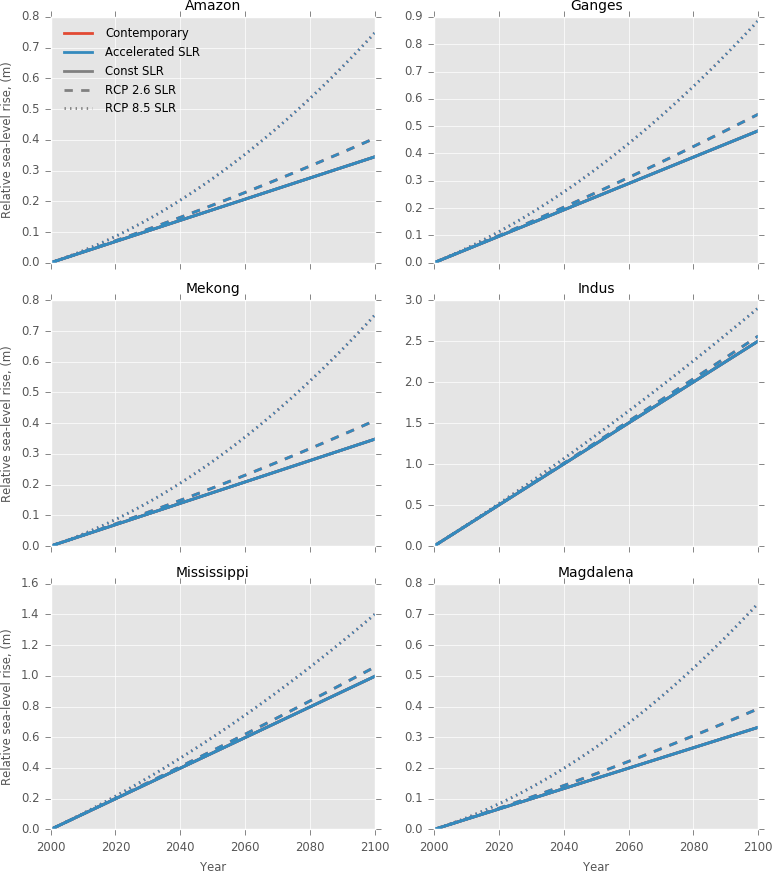 Amazon
0.8
0.7
0.6
0.5
0.4
0.3
0.2
0.1
0.0
Relative sea-level rise, (m)
Contemporary
Accelerated SLR
Const SLR
RCP 2.6 SLR
RCP 8.5 SLR
Ganges
0.9
0.8
0.7
0.6
0.5
0.4
0.3
0.2
0.1
0.0
Mekong
0.8
0.7
0.6
0.5
0.4
0.3
0.2
0.1
0.0
Relative sea-level rise, (m)
Indus
3.0
2.5
2.0
1.5
1.0
0.5
0.0
Mississippi
1.6
1.4
1.2
1.0
0.8
0.6
0.4
0.2
0.0
Relative sea-level rise, (m)
2000 2020 2040 2060 2080 2100
Year
Magdalena
0.8
0.7
0.6
0.5
0.4
0.3
0.2
0.1
0.0
2000 2020 2040 2060 2080 2100
Year